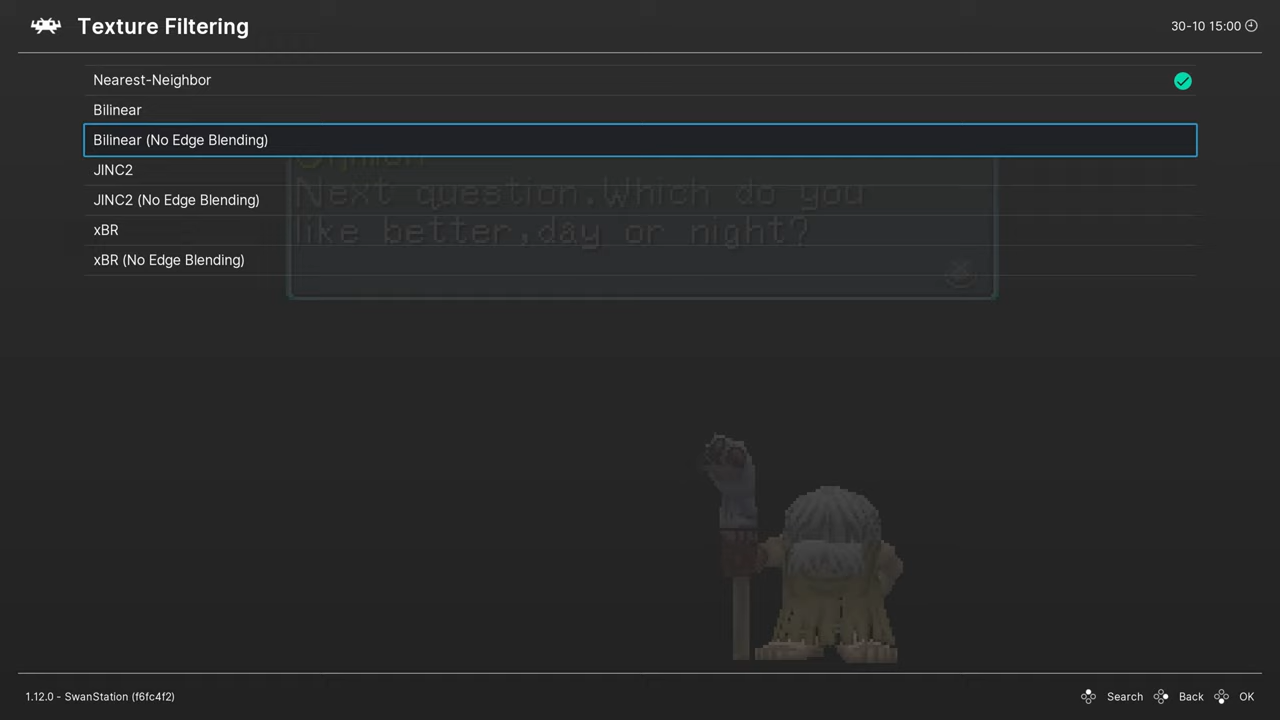 Texture Filtering
30-10 15:00
Nearest-Neighbor
Bilinear
Bilinear (No Edge Blending)
JINC2
JINC2 (No Edge Blending)
xBR
xBR (No Edge Blending)
Next question.Which do you
like better,day or night?
1.12.0 - SwanStation (f6fc4f2)
Search
Back
OK